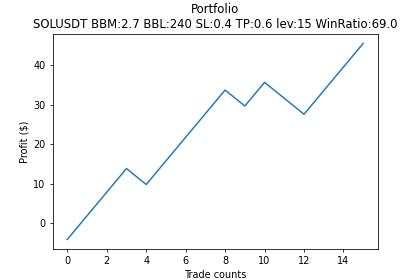 Portfolio
SOLUSDT BBM:2.7 BBL:240 SL:0.4 TP:0.6 lev:15 WinRatio:69.0
40
30
20
10
0
Profit ($)
0 2 4 6 8 10 12 14
Trade counts